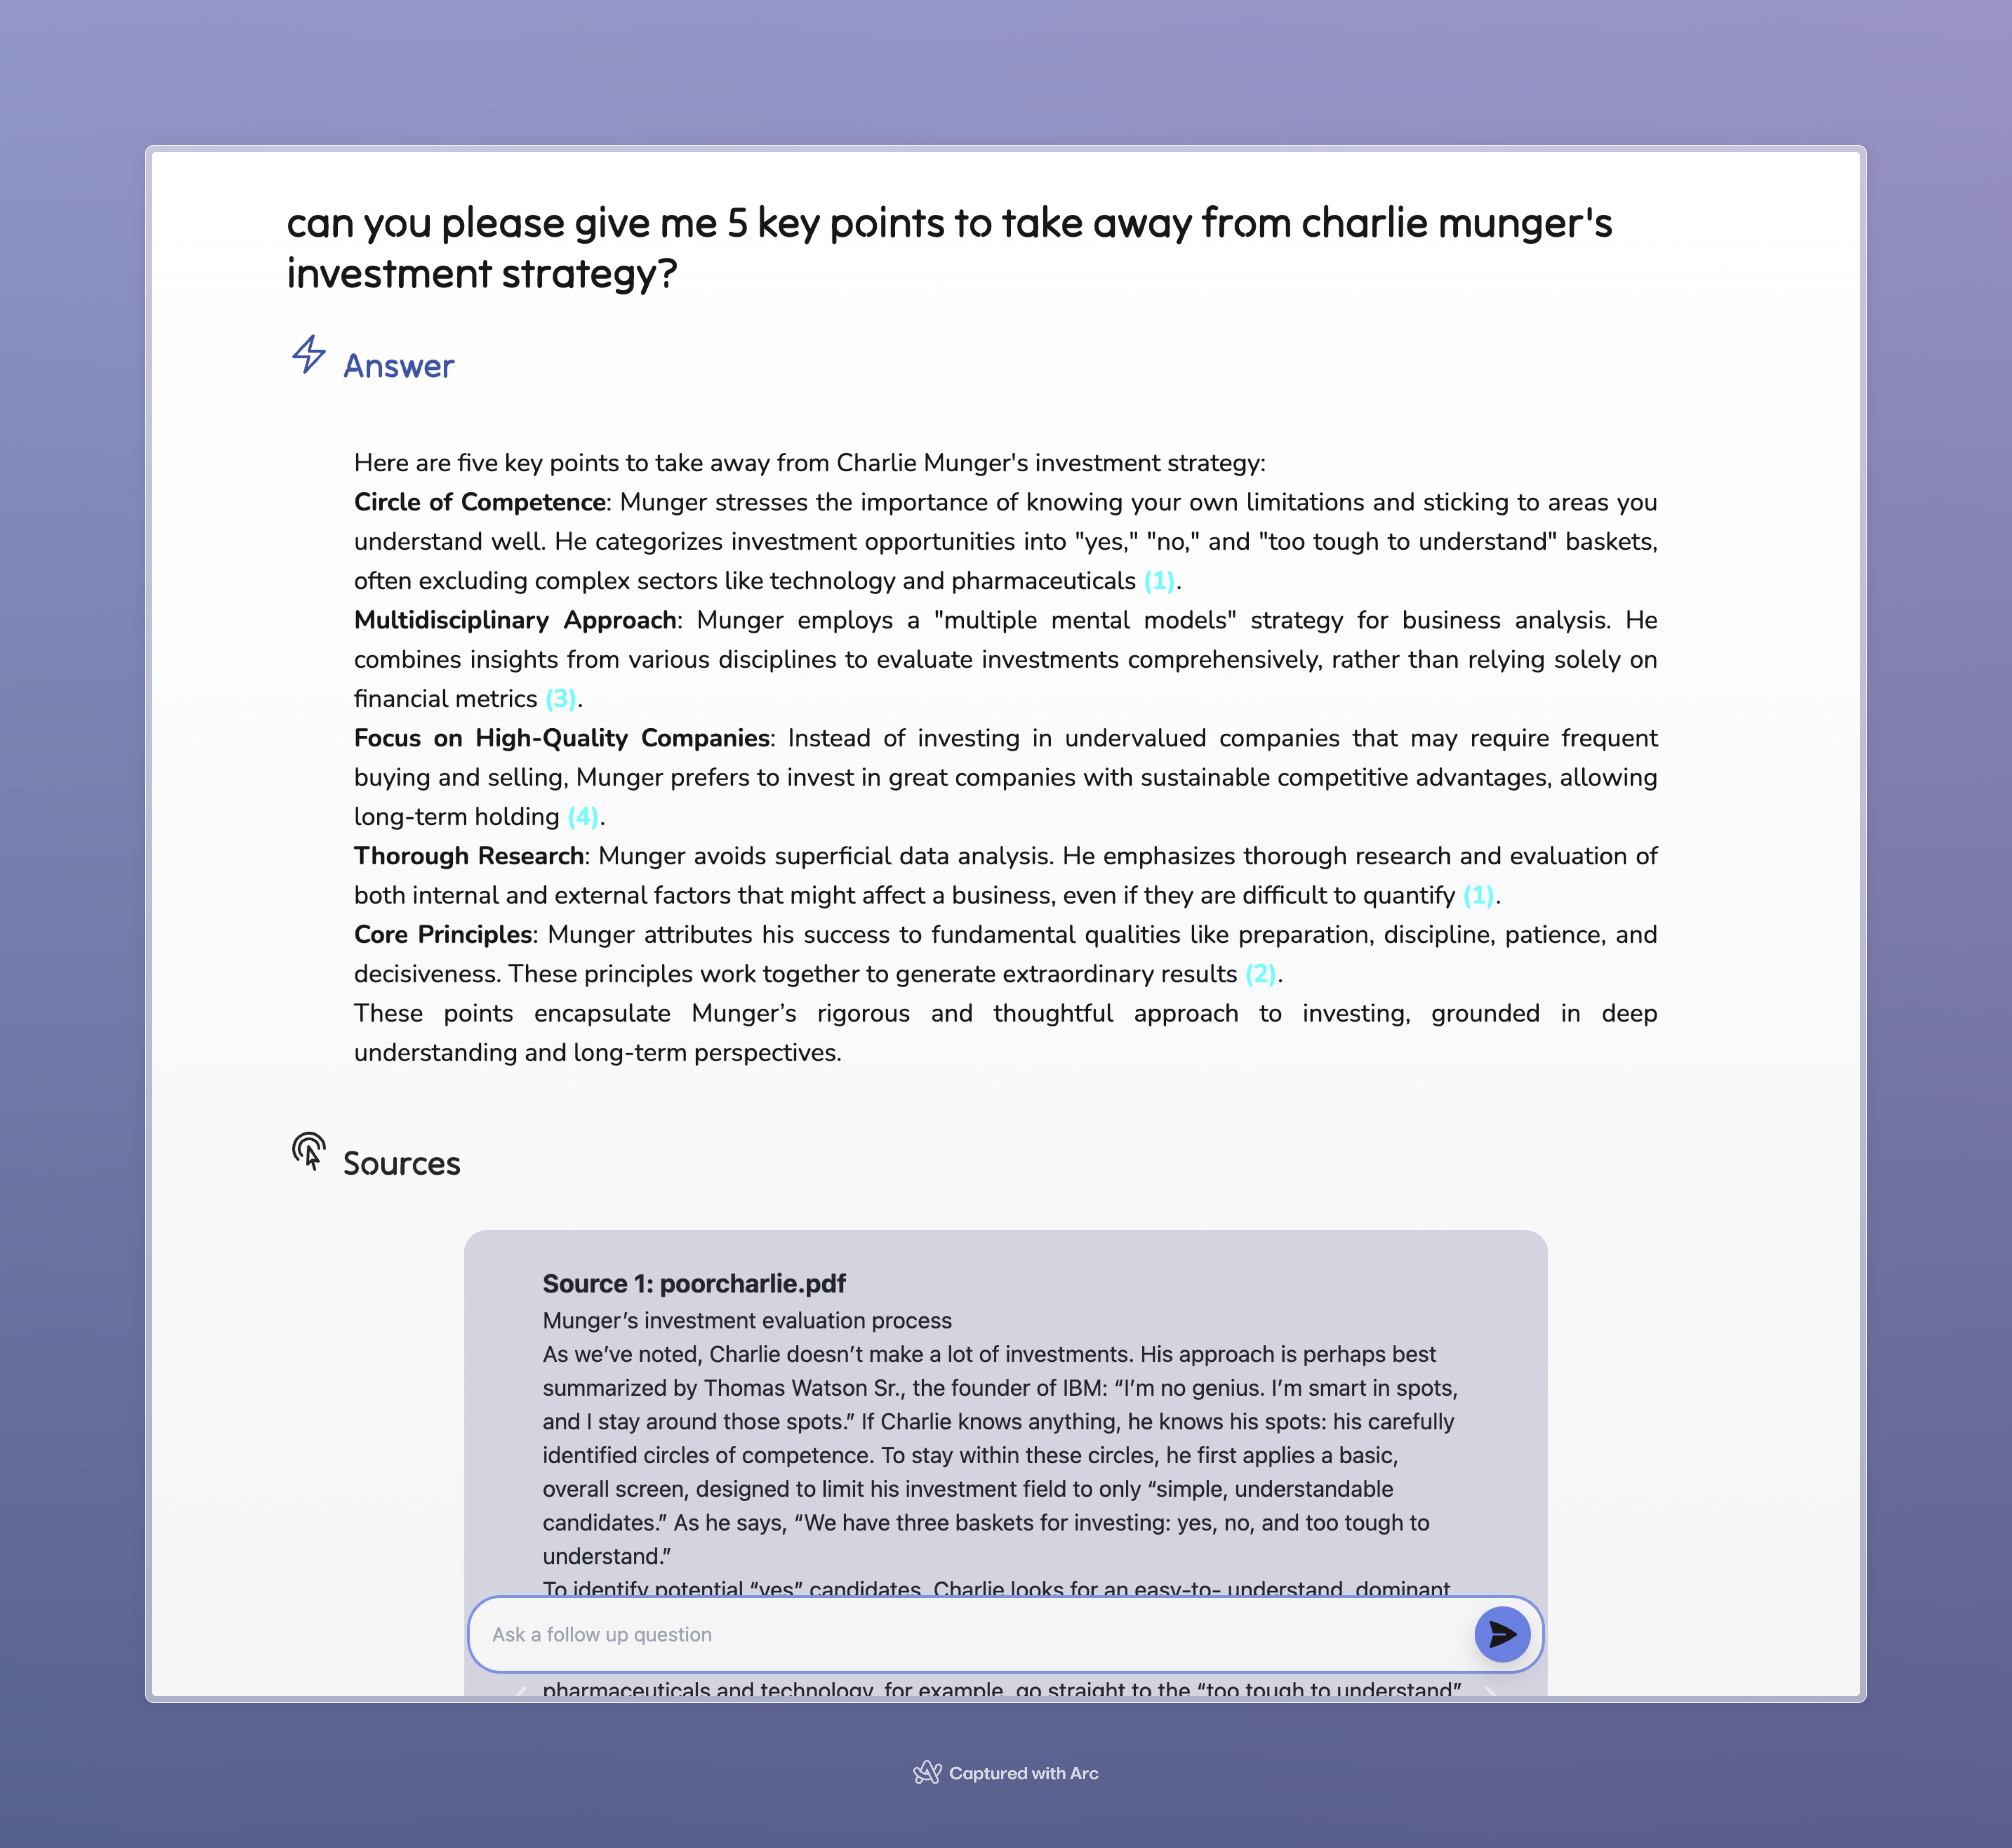 can you please give me 5 key points to take away from charlie munger's
investment strategy?
Answer
Here are five key points to take away from Charlie Munger's investment strategy:
Circle of Competence: Munger stresses the importance of knowing your own limitations and sticking to areas you
understand well. He categorizes investment opportunities into "yes," "no," and "too tough to understand" baskets,
often excluding complex sectors like technology and pharmaceuticals (1).
Multidisciplinary Approach: Munger employs a "multiple mental models" strategy for business analysis. He
combines insights from various disciplines to evaluate investments comprehensively, rather than relying solely on
financial metrics (3).
Focus on High-Quality Companies: Instead of investing in undervalued companies that may require frequent
buying and selling, Munger prefers to invest in great companies with sustainable competitive advantages, allowing
long-term holding (4).
Thorough Research: Munger avoids superficial data analysis. He emphasizes thorough research and evaluation of
both internal and external factors that might affect a business, even if they are difficult to quantify (1).
Core Principles: Munger attributes his success to fundamental qualities like preparation, discipline, patience, and
decisiveness. These principles work together to generate extraordinary results (2).
These points encapsulate Munger’s rigorous and thoughtful approach to investing, grounded in deep
understanding and long-term perspectives.
Sources
Source 1: poorcharlie.pdf
Munger’s investment evaluation process
As we’ve noted, Charlie doesn’t make a lot of investments. His approach is perhaps best
summarized by Thomas Watson Sr., the founder of IBM: “I’m no genius. I’m smart in spots,
and I stay around those spots.” If Charlie knows anything, he knows his spots: his carefully
identified circles of competence. To stay within these circles, he first applies a basic,
overall screen, designed to limit his investment field to only “simple, understandable
candidates.” As he says, “We have three baskets for investing: yes, no, and too tough to
understand.”
To identify potential “yes” candidates, Charlie looks for an easy-to- understand, dominant
Ask a follow up question
pharmaceuticals and technology, for example, go straight to the “too tough to understand”
Captured with Arc